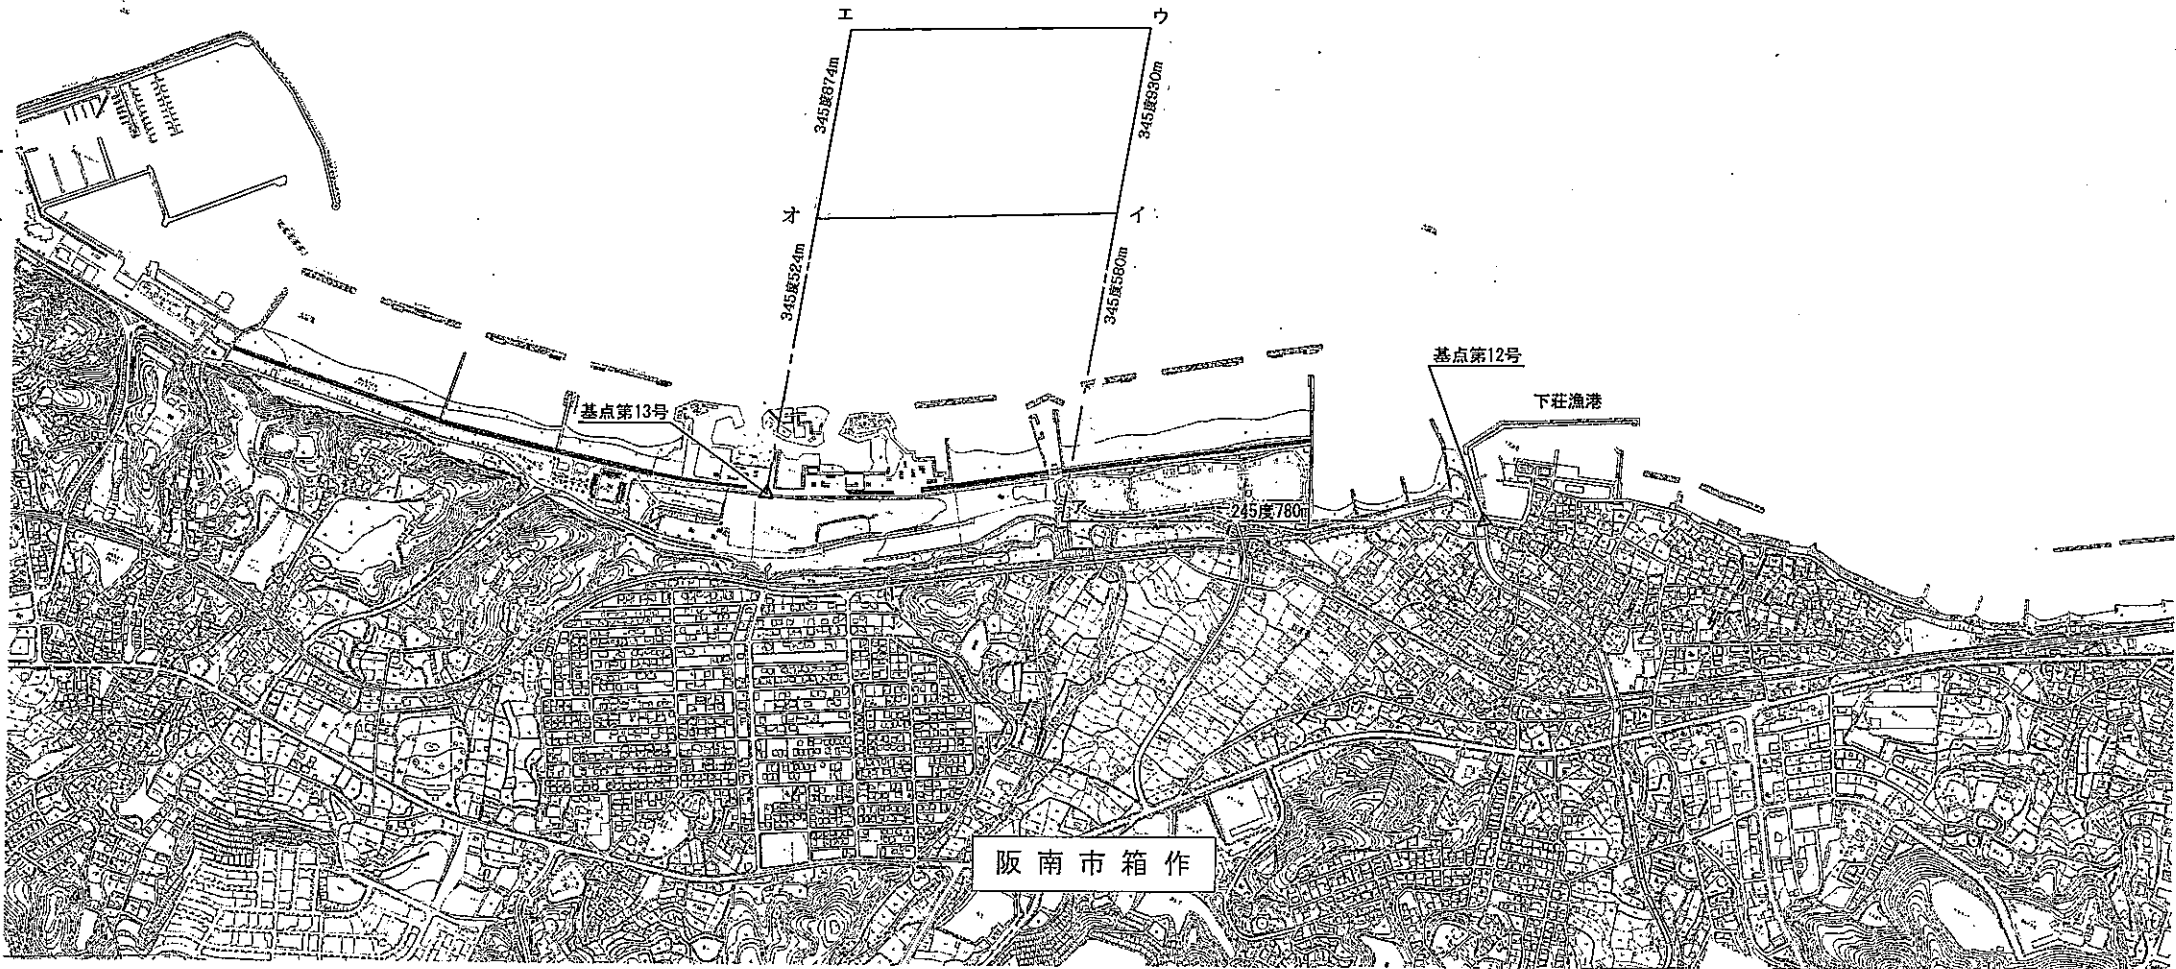 エ
ウ
345度874m
345度930m
オ
イ
345度524m
345度580m
基点第12号
基点第13号
下荘漁港
ア
245度780m
阪南市箱作